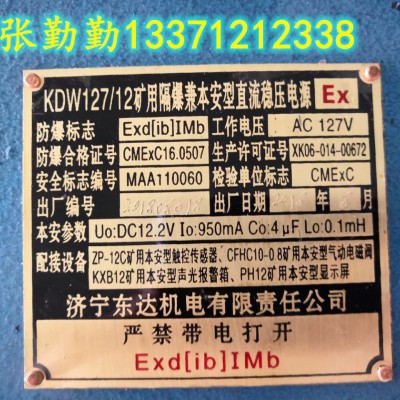 张勤勤13371212338
KDW127/12矿用隔爆兼本安型直流稳压电源 Ex
防爆标志 Exd[ib]IMb 工作电压 AC 127V
防爆合格证号 CMExC16.0507 生产许可证号 XK06-014-00672
安全标志编号 MAA110060 检验单位标志 CMExC
出厂编号 出厂日期 年 月
本安参数 Uo:DC12.2V Io:950mA Co:4μF, Lo:0.1mH
配接设备 ZP-12C矿用本安型触控传感器、CFHC10-0.8矿用本安型气动电磁阀
KXB12矿用本安型声光报警箱、PH12矿用本安型显示屏
济宁东达机电有限责任公司
严禁带电打开
Exd[ib]IMb